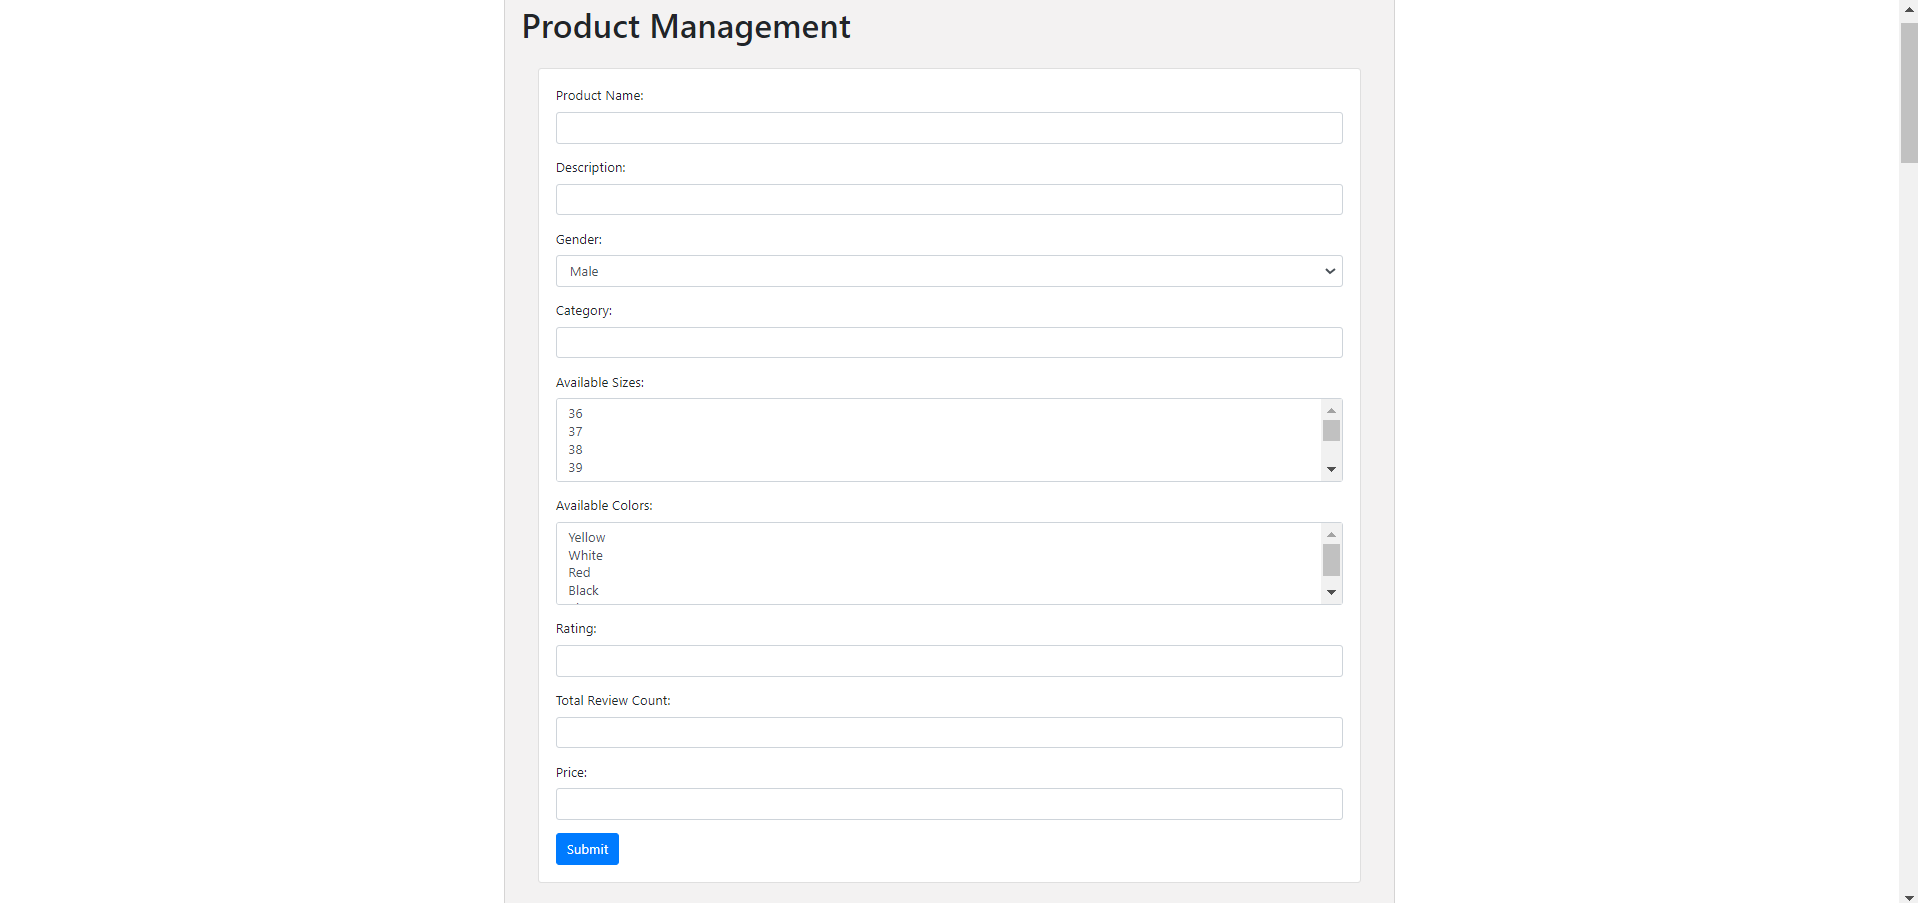 Product Management
Product Name:
Description:
Gender:
Male
Category:
Available Sizes:
36
37
38
39
Available Colors:
Yellow
White
Red
Black
Rating:
Total Review Count:
Price:
Submit